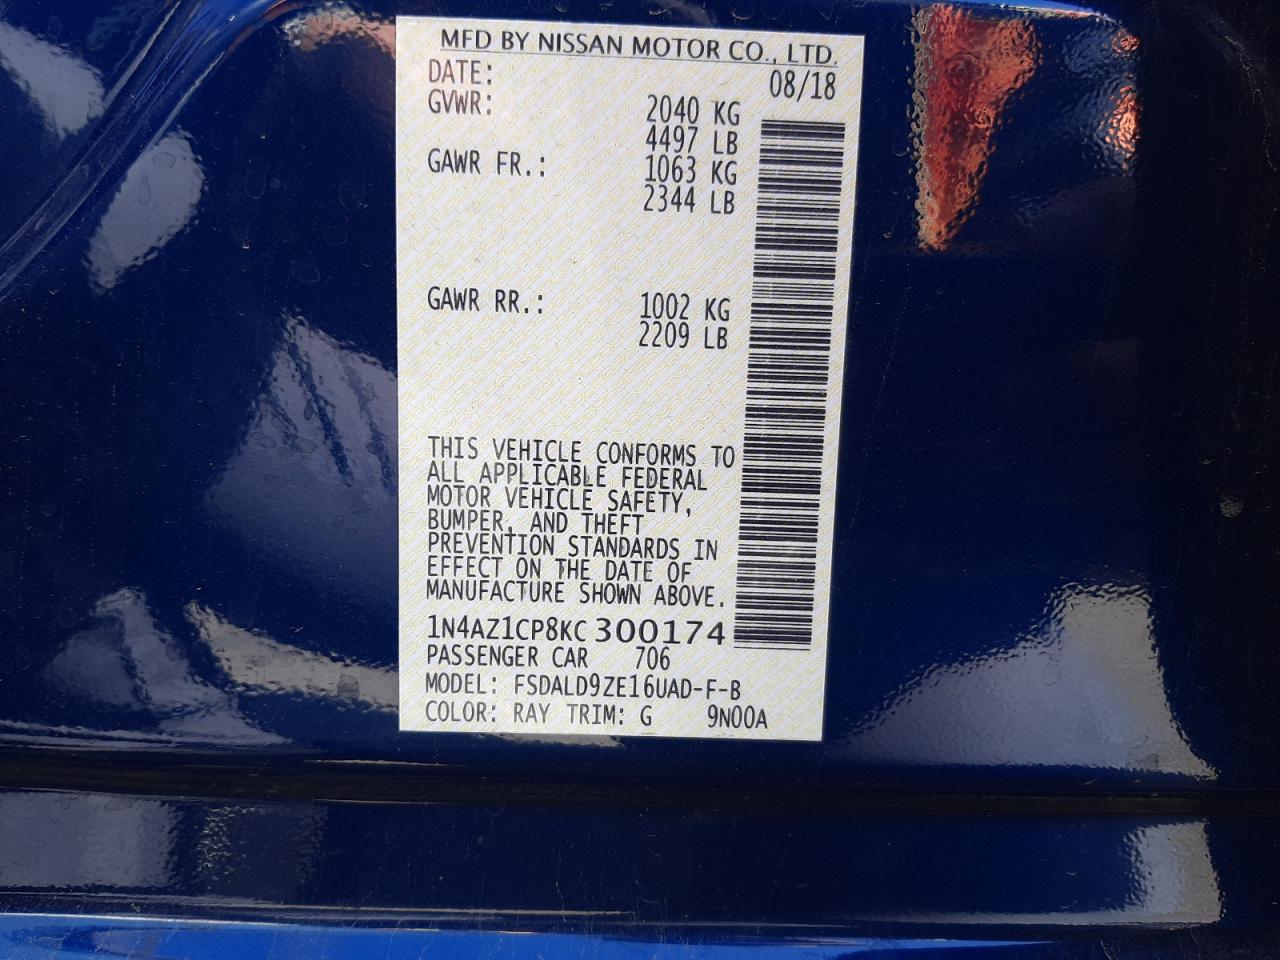 MFD BY NISSAN MOTOR CO., LTD.
DATE: 08/18
GVWR: 2040 KG
4497 LB
GAWR FR.: 1063 KG
2344 LB
GAWR RR.: 1002 KG
2209 LB
THIS VEHICLE CONFORMS TO
ALL APPLICABLE FEDERAL
MOTOR VEHICLE SAFETY,
BUMPER, AND THEFT
PREVENTION STANDARDS IN
EFFECT ON THE DATE OF
MANUFACTURE SHOWN ABOVE.
1N4AZ1CP8KC300174
PASSENGER CAR 706
MODEL: FSDALD9ZE16UAD-F-B
COLOR: RAY TRIM: G 9N00A